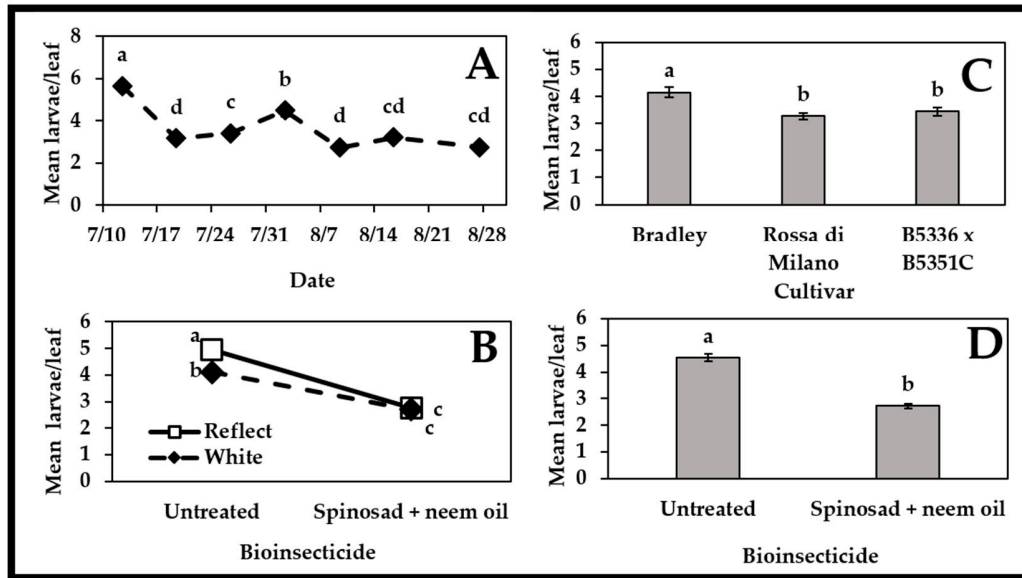 A
Mean larvae/leaf
8
6
4
2
0
a
d
c
b
d
cd
cd
7/10 7/17 7/24 7/31 8/7 8/14 8/21 8/28
Date
C
Mean larvae/leaf
6
5
4
3
2
1
0
a
b
b
Bradley
Rossa di
Milano
B5336 x
B5351C
Cultivar
B
Mean larvae/leaf
6
5
4
3
2
1
0
a
b
c
c
Reflect
White
Untreated Spinosad + neem oil
Bioinsecticide
D
Mean larvae/leaf
6
5
4
3
2
1
0
a
b
Untreated Spinosad + neem oil
Bioinsecticide